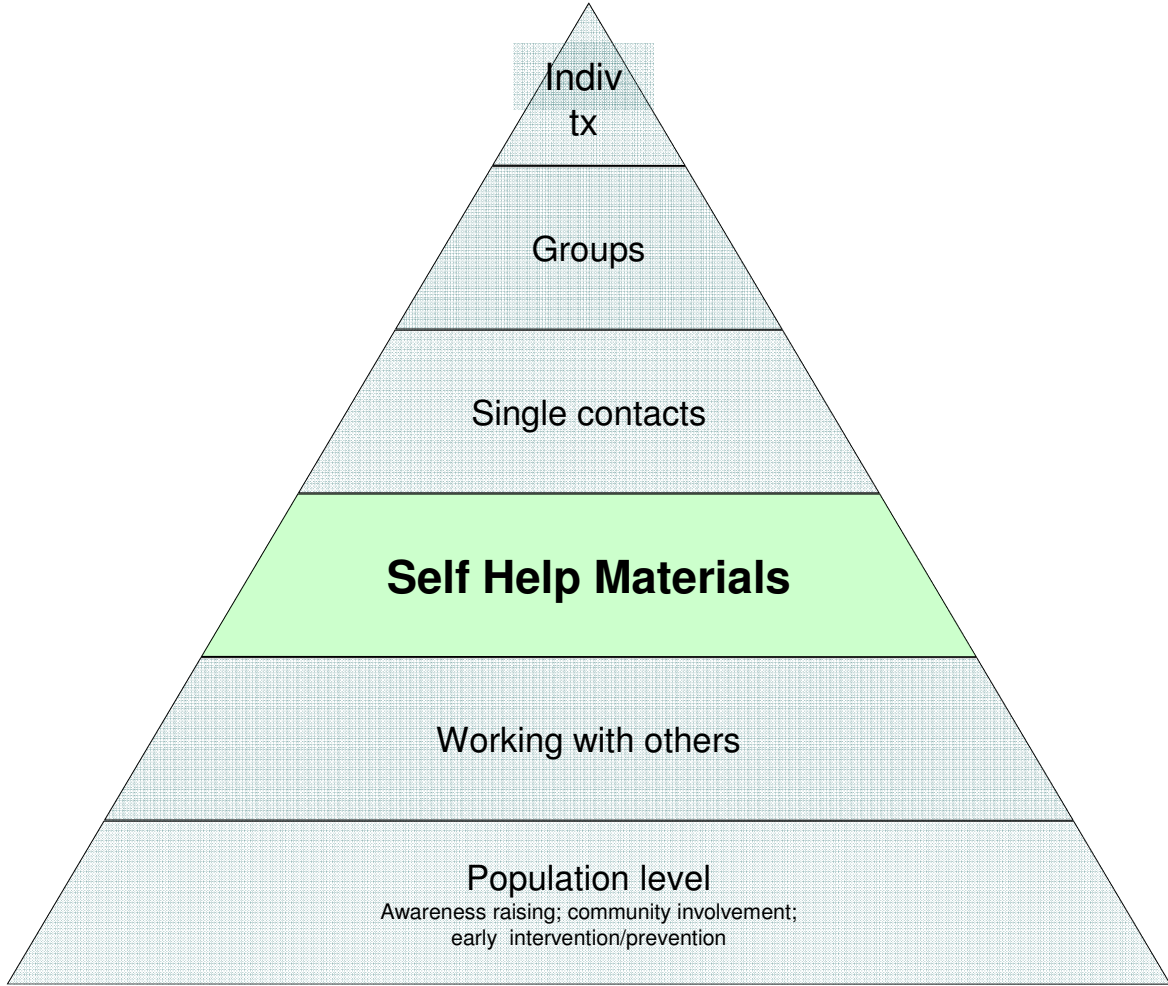 Indiv
tx
Groups
Single contacts
Self Help Materials
Working with others
Population level
Awareness raising; community involvement;
early intervention/prevention